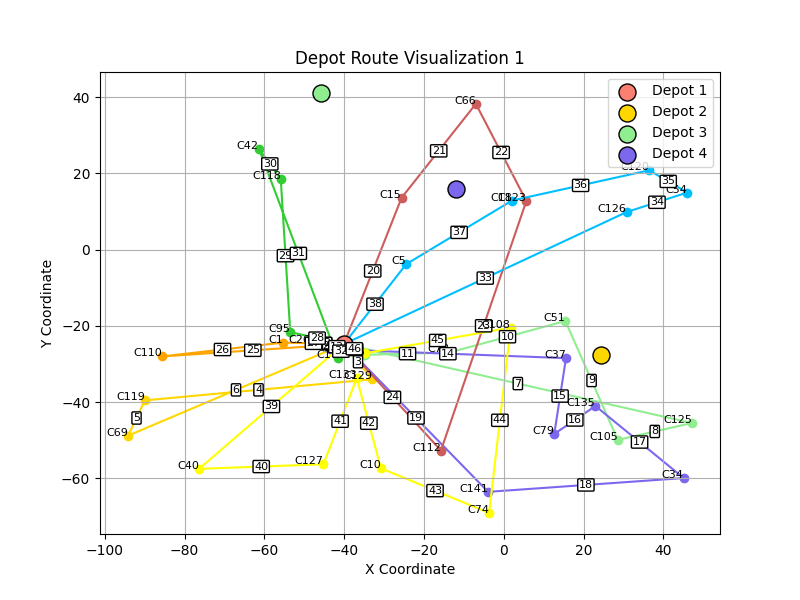 Depot Route Visualization 1
Depot 1
Depot 2
Depot 3
Depot 4
Y Coordinate
X Coordinate
40
20
0
−20
−40
−60
−100
−80
−60
−40
−20
0
20
40
C66
C42
C118
C15
C5
C123
C126
C54
C95
C1
C110
C119
C69
C40
C127
C10
C74
C141
C34
C112
C129
C108
C51
C37
C79
C135
C105
C125
21
22
30
31
20
38
37
36
35
34
33
28
26
25
6
4
5
39
40
41
42
43
44
45
46
32
3
11
14
10
7
9
8
15
16
17
18
19
24